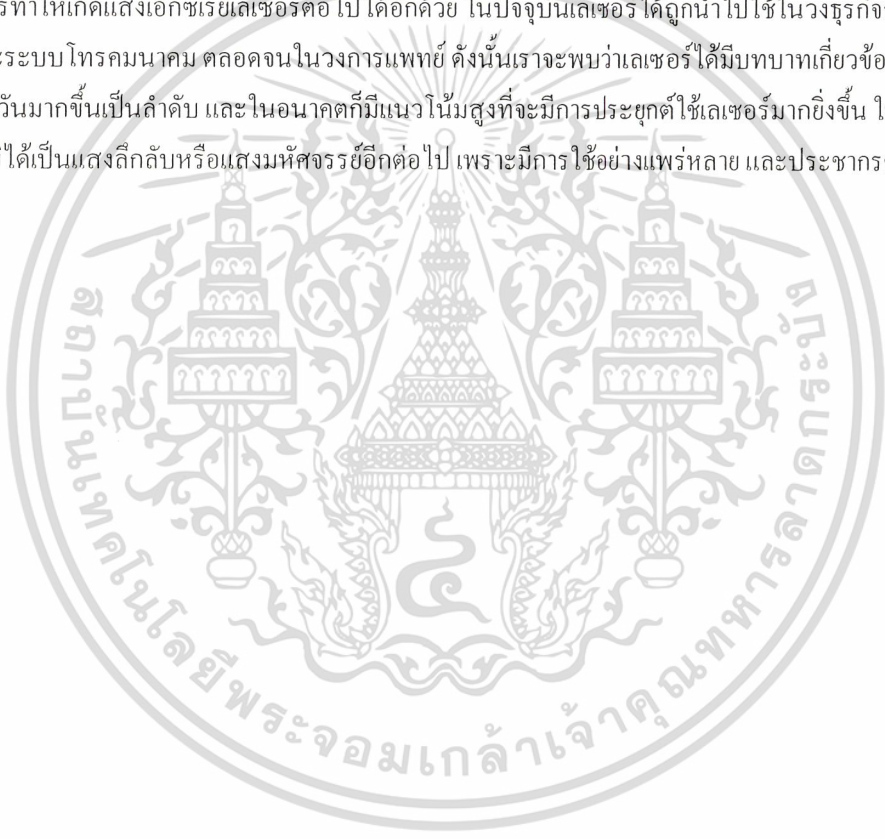 รทำให้เกิดแสงเอ็กซ์เรย์เลเซอร์ต่อไปได้อีกด้วย ในปัจจุบันเลเซอร์ได้ถูกนำไปใช้ในวงธุรกิจ
ะระบบโทรคมนาคม ตลอดจนในวงการแพทย์ ดังนั้นเราจะพบว่าเลเซอร์ได้มีบทบาทเกี่ยวข้อ
วันมากขึ้นเป็นลำดับ และในอนาคตก็มีแนวโน้มสูงที่จะมีการประยุกต์ใช้เลเซอร์มากยิ่งขึ้น
ได้เป็นแสงลึกลับหรือแสงมหัศจรรย์อีกต่อไป เพราะมีการใช้อย่างแพร่หลาย และประชากร
สถาบันเทคโนโลยีพระจอมเกล้าเจ้าคุณทหารลาดกระบัง
๔